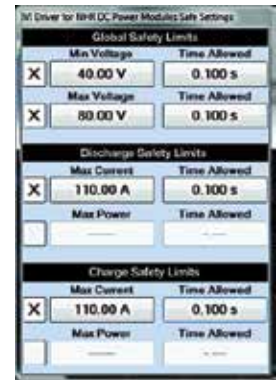 IVI Driver for NHR DC Power Modules Safe Settings
Global Safety Limits
Min Voltage Time Allowed
X 40.00 V 0.100 s
Max Voltage Time Allowed
X 80.00 V 0.100 s
Discharge Safety Limits
Max Current Time Allowed
X 110.00 A 0.100 s
Max Power Time Allowed
Charge Safety Limits
Max Current Time Allowed
X 110.00 A 0.100 s
Max Power Time Allowed